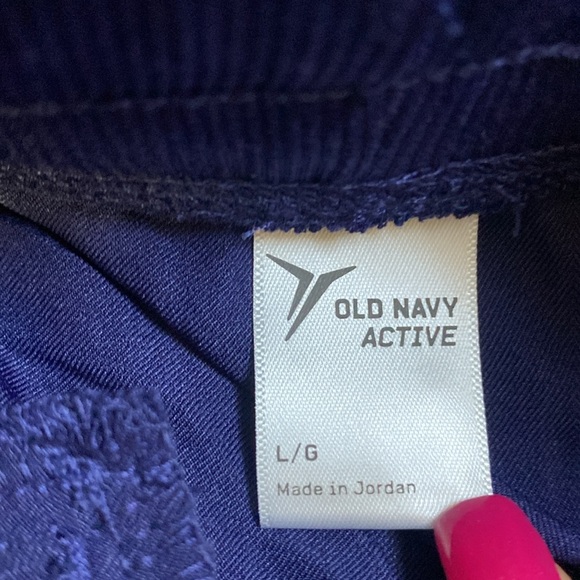 OLD NAVY
ACTIVE
L/G
Made in Jordan